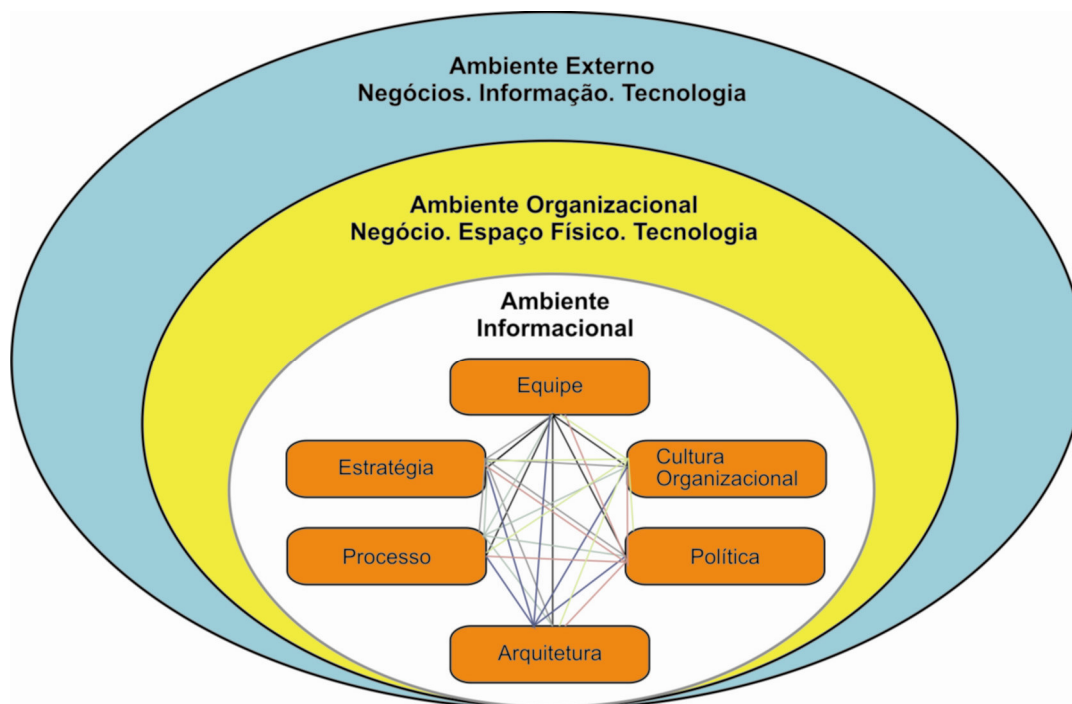 Ambiente Externo
Negócios. Informação. Tecnologia
Ambiente Organizacional
Negócio. Espaço Físico. Tecnologia
Ambiente
Informacional
Equipe
Estratégia
Cultura
Organizacional
Processo
Política
Arquitetura